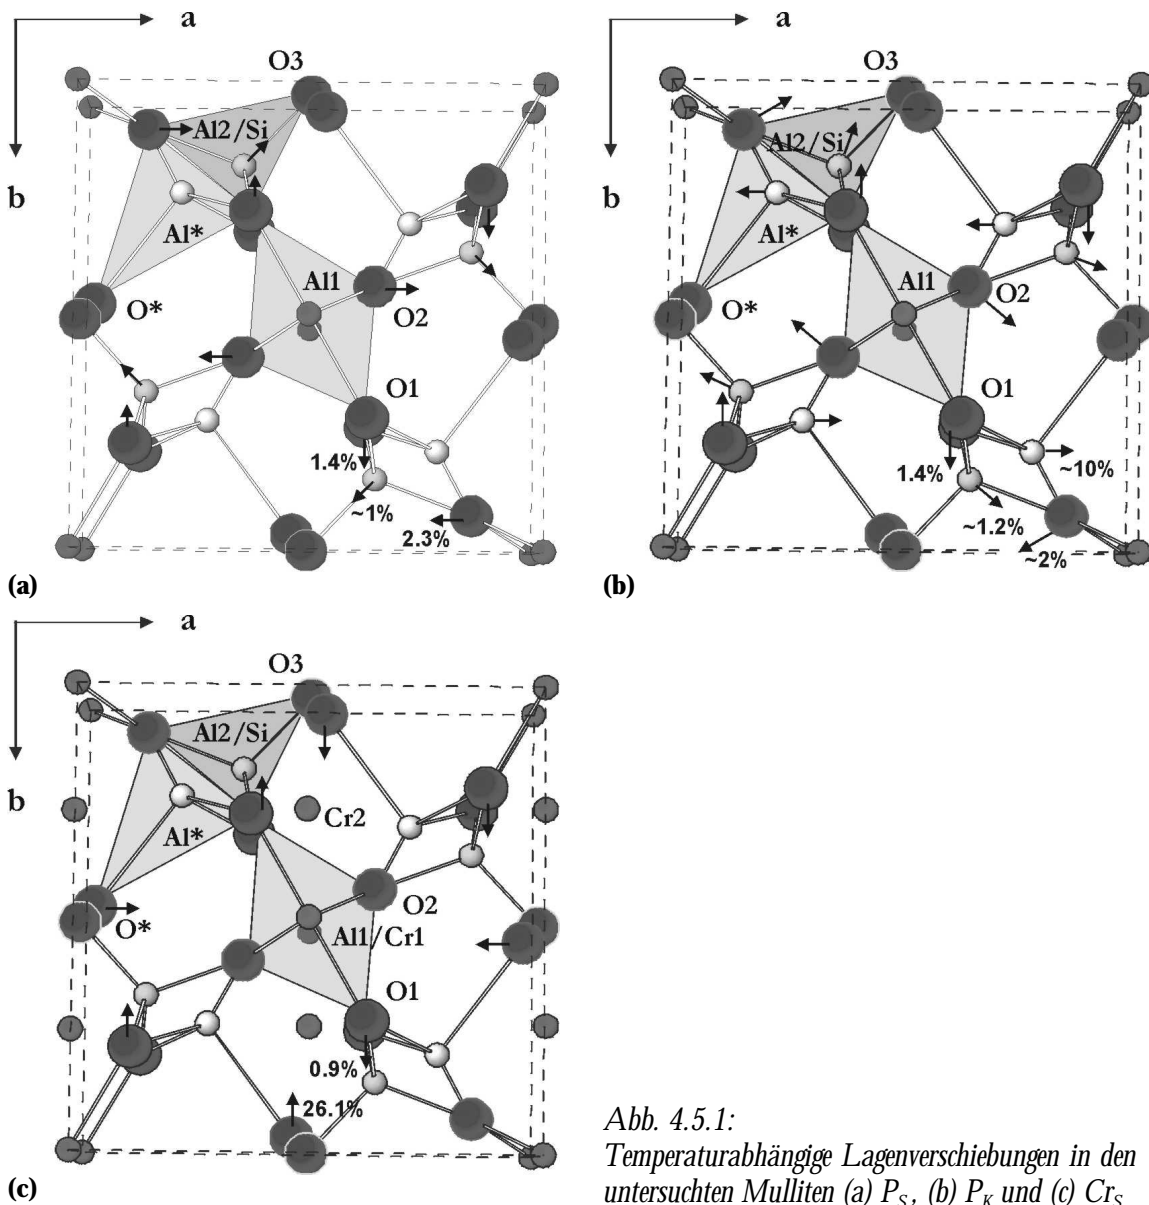 a
b
O3
Al2/Si
Al*
O*
Al1
O2
O1
1.4%
~1%
2.3%
(a)
a
b
O3
Al2/Si
Al*
O*
Al1
O2
O1
1.4%
~10%
~1.2%
~2%
(b)
a
b
O3
Al2/Si
Cr2
Al*
O*
O2
Al1/Cr1
O1
0.9%
26.1%
(c)
Abb. 4.5.1:
Temperaturabhängige Lagenverschiebungen in den
untersuchten Mulliten (a) P_S, (b) P_K und (c) Cr_S